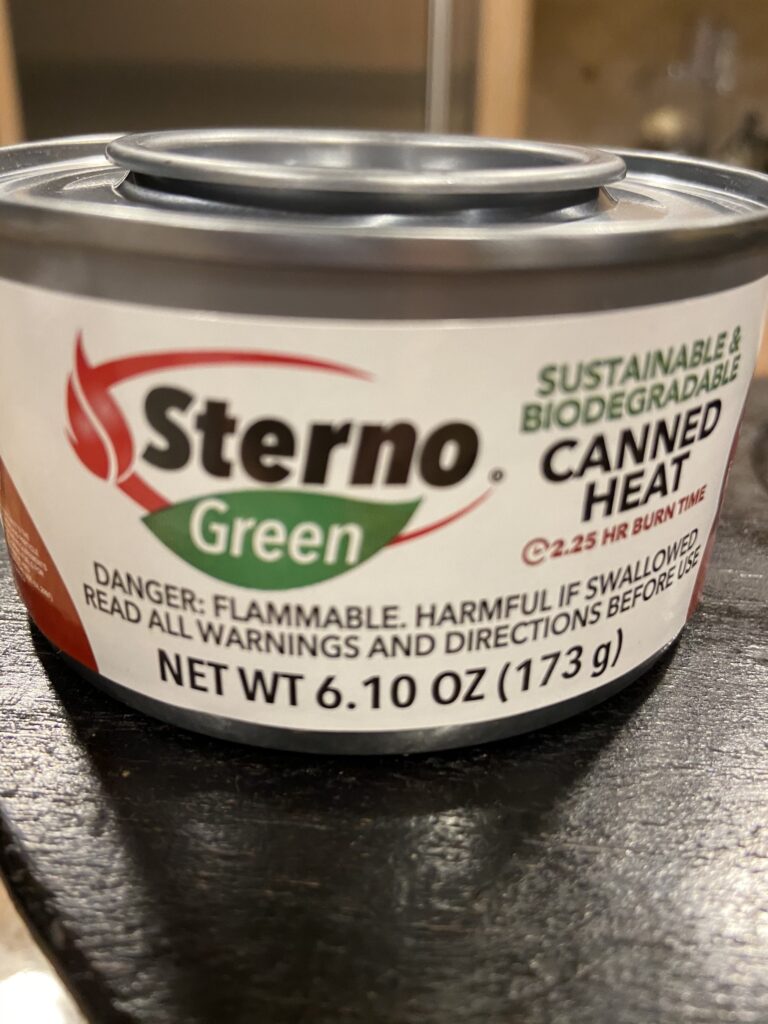 Sterno
Green
SUSTAINABLE &
BIODEGRADABLE
CANNED
HEAT
2.25 HR BURN TIME
DANGER: FLAMMABLE. HARMFUL IF SWALLOWED
READ ALL WARNINGS AND DIRECTIONS BEFORE USE
NET WT 6.10 OZ (173 g)